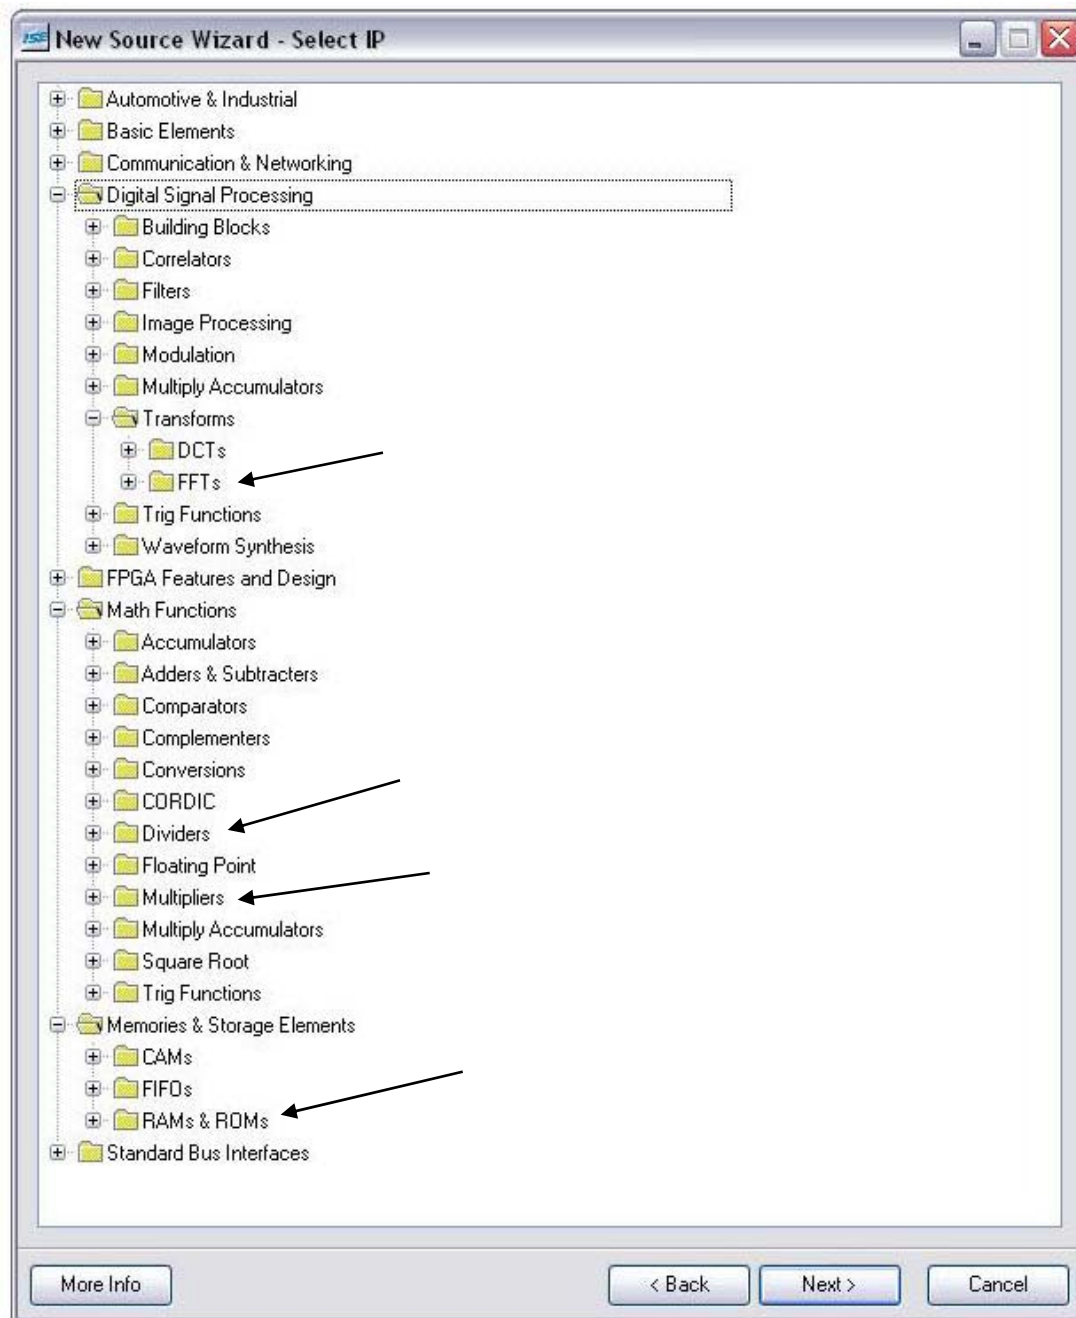 ISE New Source Wizard - Select IP
Automotive & Industrial
Basic Elements
Communication & Networking
Digital Signal Processing
Building Blocks
Correlators
Filters
Image Processing
Modulation
Multiply Accumulators
Transforms
DCTs
FFTs
Trig Functions
Waveform Synthesis
FPGA Features and Design
Math Functions
Accumulators
Adders & Subtracters
Comparators
Complementers
Conversions
CORDIC
Dividers
Floating Point
Multipliers
Multiply Accumulators
Square Root
Trig Functions
Memories & Storage Elements
CAMs
FIFOs
RAMs & ROMs
Standard Bus Interfaces
More Info < Back Next > Cancel